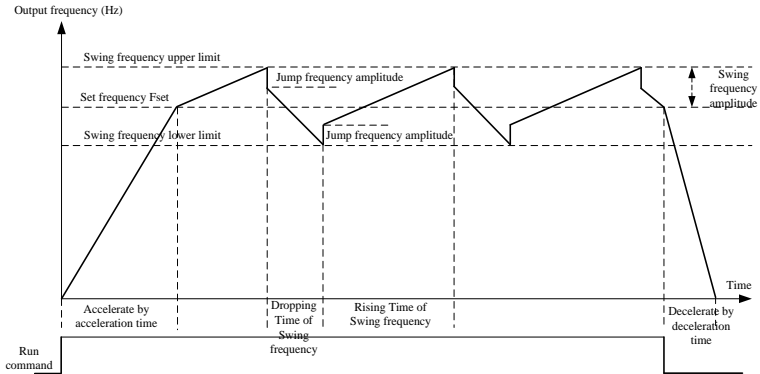 Output frequency (Hz)
Swing frequency upper limit
Jump frequency amplitude
Swing
frequency
amplitude
Set frequency Fset
Swing frequency lower limit
Jump frequency amplitude
Time
Accelerate by
acceleration time
Dropping
Time of
Swing
frequency
Rising Time of
Swing frequency
Decelerate by
deceleration
time
Run
command